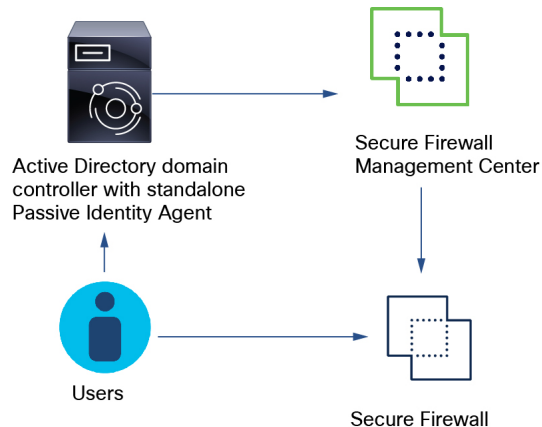 Active Directory domain
controller with standalone
Passive Identity Agent
Secure Firewall
Management Center
Users
Secure Firewall